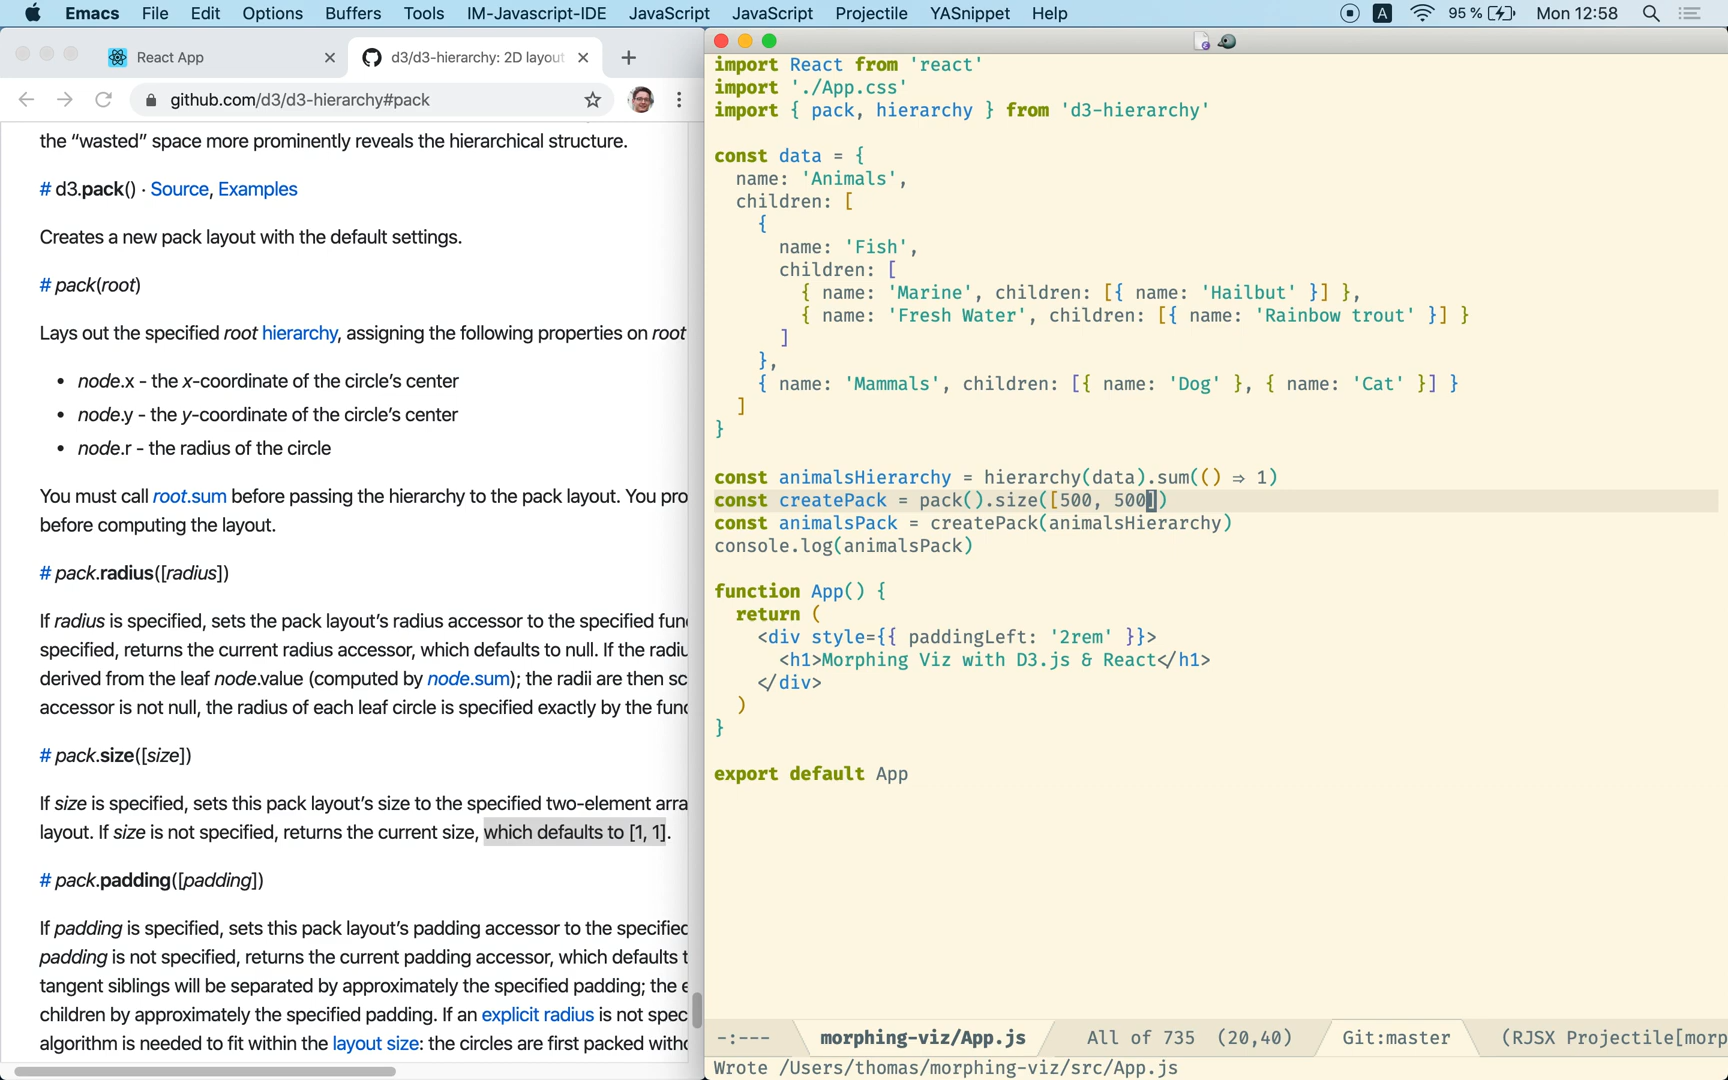 Emacs File Edit Options Buffers Tools IM-Javascript-IDE JavaScript JavaScript Projectile YASnippet Help A 95 % Mon 12:58
React App × d3/d3-hierarchy: 2D layout × +
github.com/d3/d3-hierarchy#pack
the “wasted” space more prominently reveals the hierarchical structure.
# d3.pack() · Source, Examples
Creates a new pack layout with the default settings.
# pack(root)
Lays out the specified root hierarchy, assigning the following properties on root
• node.x - the x-coordinate of the circle’s center
• node.y - the y-coordinate of the circle’s center
• node.r - the radius of the circle
You must call root.sum before passing the hierarchy to the pack layout. You pro
before computing the layout.
# pack.radius([radius])
If radius is specified, sets the pack layout’s radius accessor to the specified fun
specified, returns the current radius accessor, which defaults to null. If the radiu
derived from the leaf node.value (computed by node.sum); the radii are then sc
accessor is not null, the radius of each leaf circle is specified exactly by the func
# pack.size([size])
If size is specified, sets this pack layout’s size to the specified two-element arra
layout. If size is not specified, returns the current size, which defaults to [1, 1].
# pack.padding([padding])
If padding is specified, sets this pack layout’s padding accessor to the specified
padding is not specified, returns the current padding accessor, which defaults t
tangent siblings will be separated by approximately the specified padding; the e
children by approximately the specified padding. If an explicit radius is not spec
algorithm is needed to fit within the layout size: the circles are first packed witho
import React from 'react'
import './App.css'
import { pack, hierarchy } from 'd3-hierarchy'
const data = {
name: 'Animals',
children: [
{
name: 'Fish',
children: [
{ name: 'Marine', children: [{ name: 'Hailbut' }] },
{ name: 'Fresh Water', children: [{ name: 'Rainbow trout' }] }
]
},
{ name: 'Mammals', children: [{ name: 'Dog' }, { name: 'Cat' }] }
]
}
const animalsHierarchy = hierarchy(data).sum(() ⇒ 1)
const createPack = pack().size([500, 500])
const animalsPack = createPack(animalsHierarchy)
console.log(animalsPack)
function App() {
return (
<div style={{ paddingLeft: '2rem' }}>
<h1>Morphing Viz with D3.js & React</h1>
</div>
)
}
export default App
-:--- morphing-viz/App.js All of 735 (20,40) Git:master (RJSX Projectile[morp
Wrote /Users/thomas/morphing-viz/src/App.js